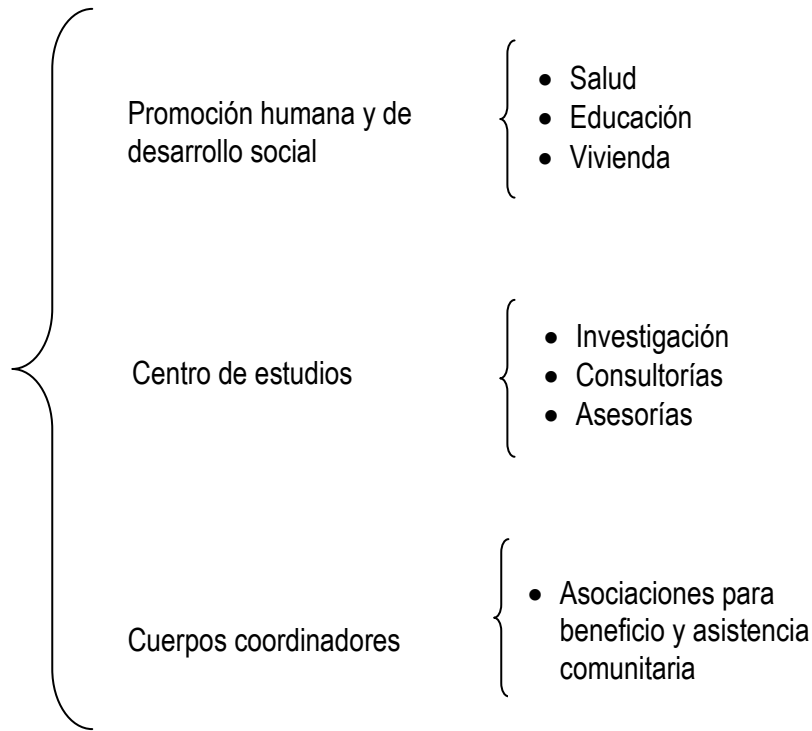 Promoción humana y de
desarrollo social
• Salud
• Educación
• Vivienda
Centro de estudios
• Investigación
• Consultorías
• Asesorías
Cuerpos coordinadores
• Asociaciones para
beneficio y asistencia
comunitaria